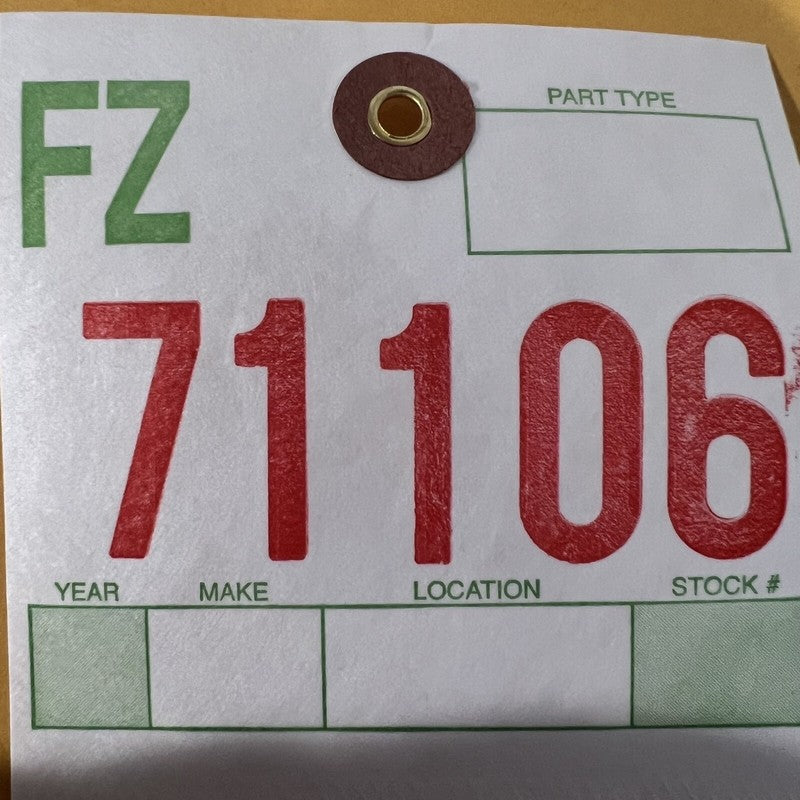 FZ
PART TYPE
71106
YEAR MAKE LOCATION STOCK #